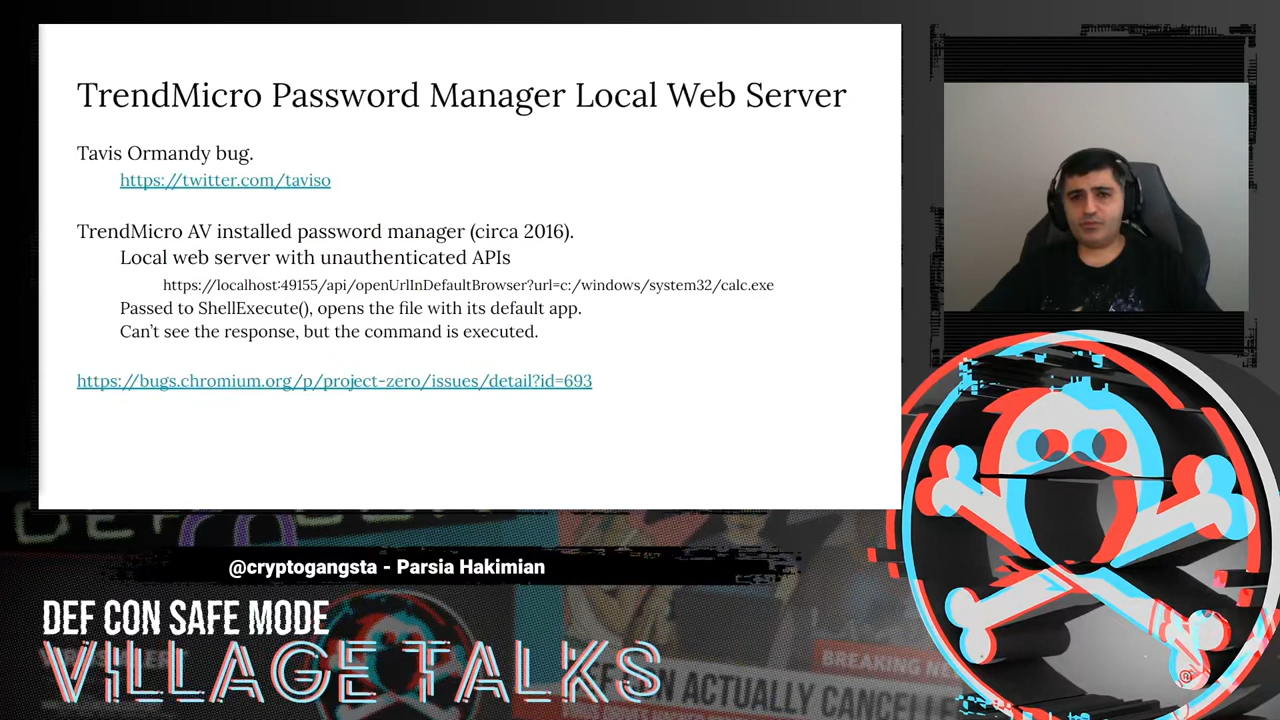 TrendMicro Password Manager Local Web Server
Tavis Ormandy bug.
https://twitter.com/taviso
TrendMicro AV installed password manager (circa 2016).
Local web server with unauthenticated APIs
https://localhost:49155/api/openUrlInDefaultBrowser?url=c:/windows/system32/calc.exe
Passed to ShellExecute(), opens the file with its default app.
Can't see the response, but the command is executed.
https://bugs.chromium.org/p/project-zero/issues/detail?id=693
@cryptogangsta - Parsia Hakimian
DEF CON SAFE MODE
VILLAGE TALKS
BREAKING
CON ACTUALLY